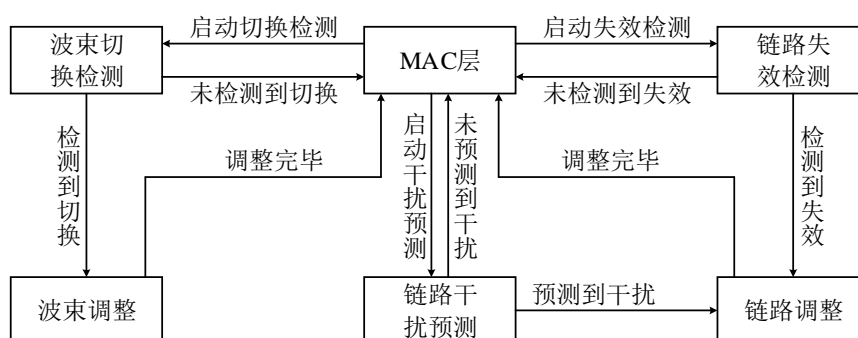 启动切换检测
启动失效检测
波束切
换检测
MAC层
链路失
效检测
未检测到切换
未检测到失效
检测到切换
调整完毕
启动干扰预测
未预测到干扰
调整完毕
检测到失效
波束调整
链路干
扰预测
预测到干扰
链路调整